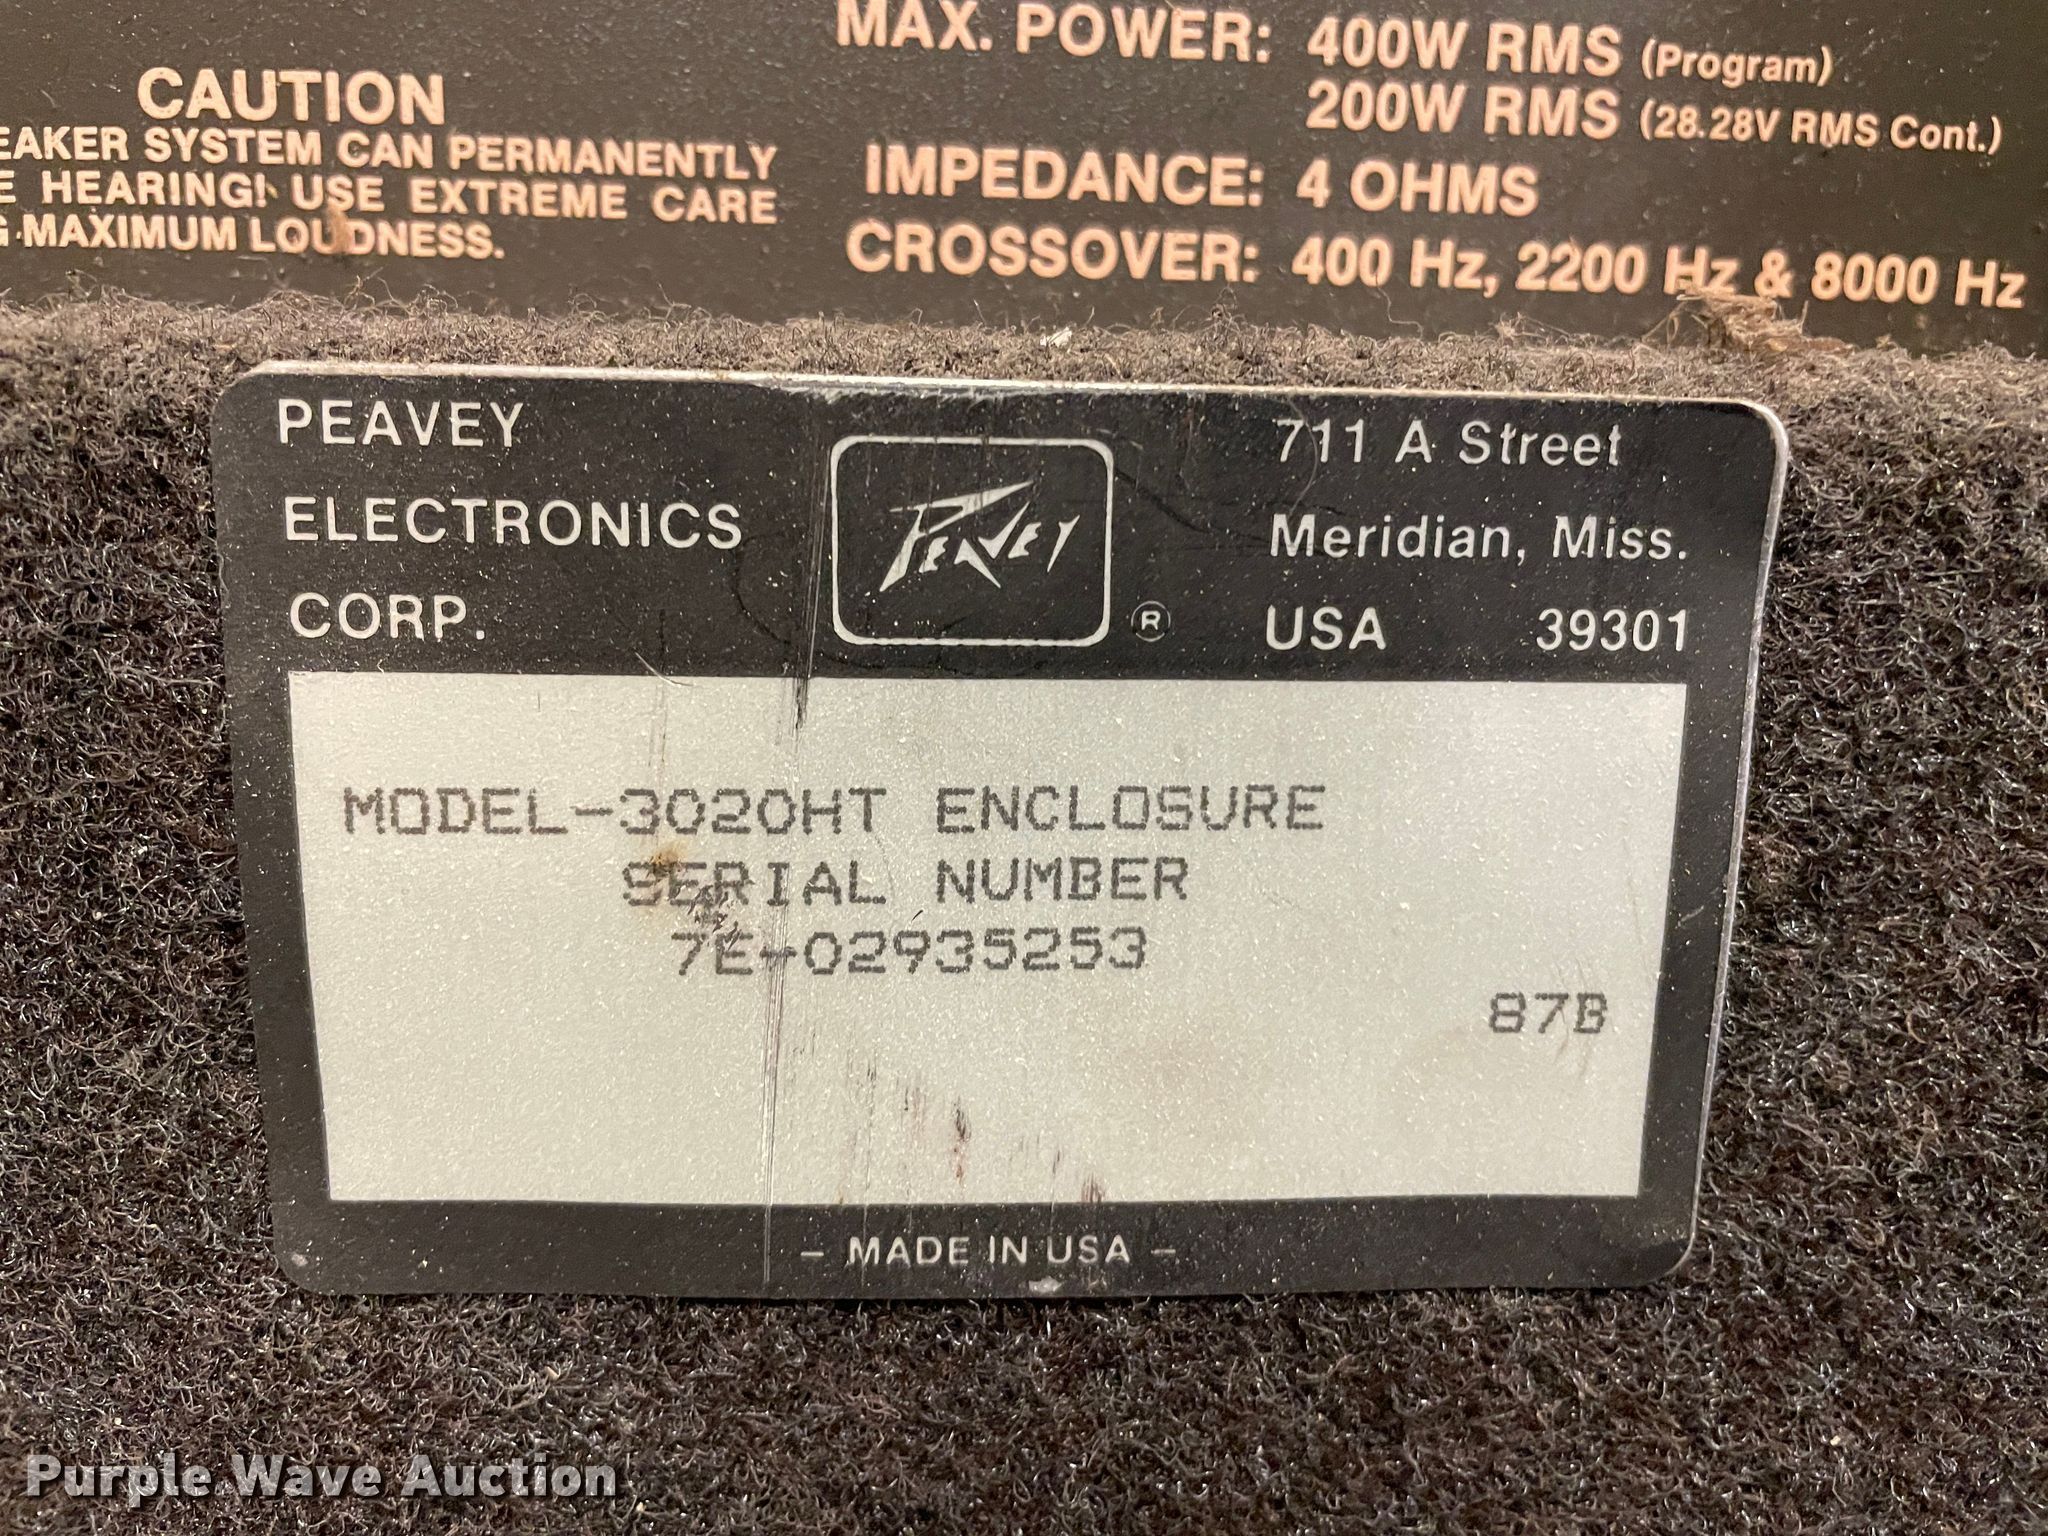 CAUTION
SYSTEM CAN PERMANENTLY
HEARING! USE EXTREME CARE
MAXIMUM LOUDNESS.
MAX. POWER: 400W RMS (Program)
200W RMS (28.28V RMS Cont.)
IMPEDANCE: 4 OHMS
CROSSOVER: 400 Hz, 2200 Hz & 8000 Hz
PEAVEY
ELECTRONICS
CORP.
PEAVEY
®
711 A Street
Meridian, Miss.
USA 39301
MODEL-3020HT ENCLOSURE
SERIAL NUMBER
7E-02935253
87B
- MADE IN USA -
Purple Wave Auction